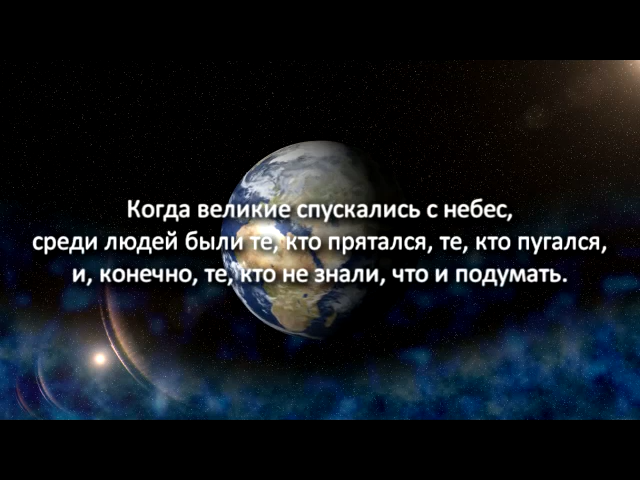 Когда великие спускались с небес,
среди людей были те, кто прятался, те, кто пугался,
и, конечно, те, кто не знали, что и подумать.